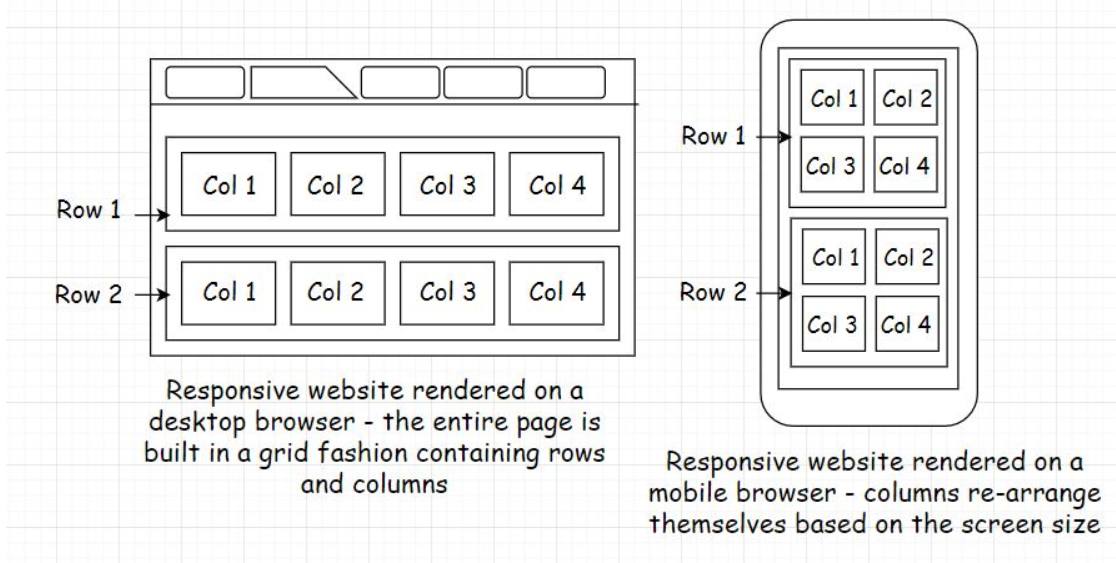 Row 1
Col 1 Col 2 Col 3 Col 4
Row 2
Col 1 Col 2 Col 3 Col 4
Responsive website rendered on a
desktop browser - the entire page is
built in a grid fashion containing rows
and columns
Row 1
Col 1 Col 2
Col 3 Col 4
Row 2
Col 1 Col 2
Col 3 Col 4
Responsive website rendered on a
mobile browser - columns re-arrange
themselves based on the screen size